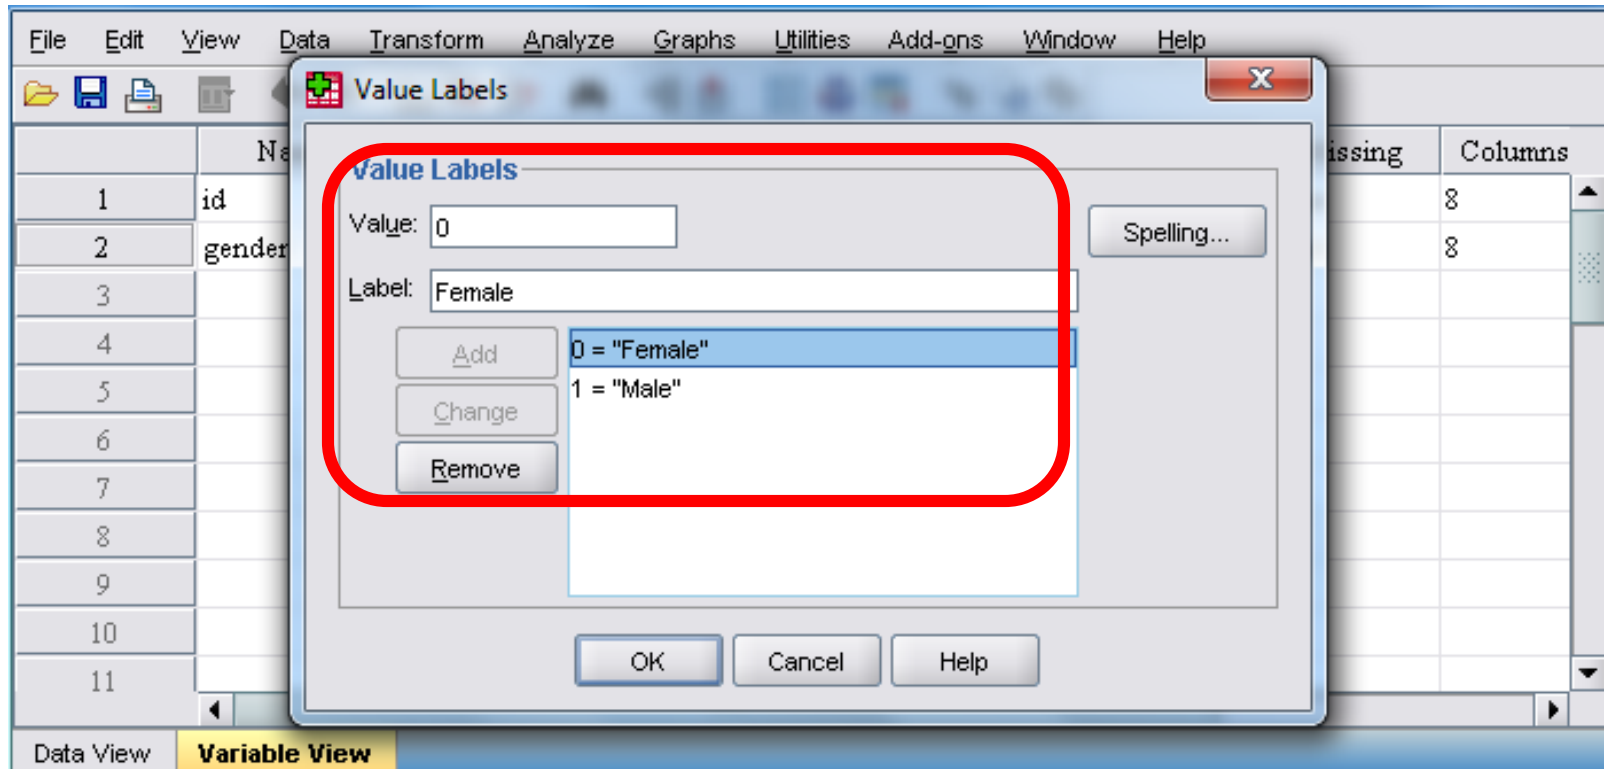 File Edit View Data Transform Analyze Graphs Utilities Add-ons Window Help
Value Labels
Na issing Columns
Value Labels
1 id 8
Value: 0 Spelling...
2 gender 8
Label: Female
3
4 Add 0 = "Female"
5 Change 1 = "Male"
6
7 Remove
8
9
10
OK Cancel Help
11
Data View Variable View